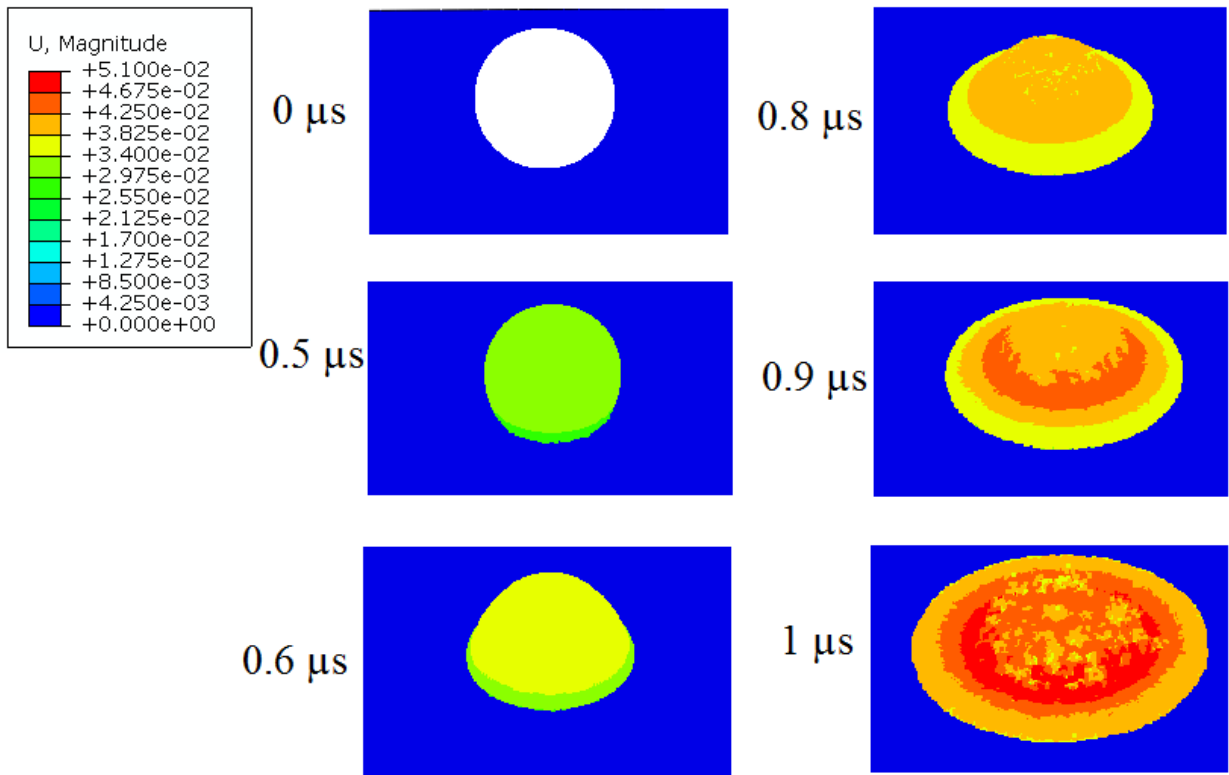 U, Magnitude
+5.100e-02
+4.675e-02
+4.250e-02
+3.825e-02
+3.400e-02
+2.975e-02
+2.550e-02
+2.125e-02
+1.700e-02
+1.275e-02
+8.500e-03
+4.250e-03
+0.000e+00
0 µs
0.5 µs
0.6 µs
0.8 µs
0.9 µs
1 µs